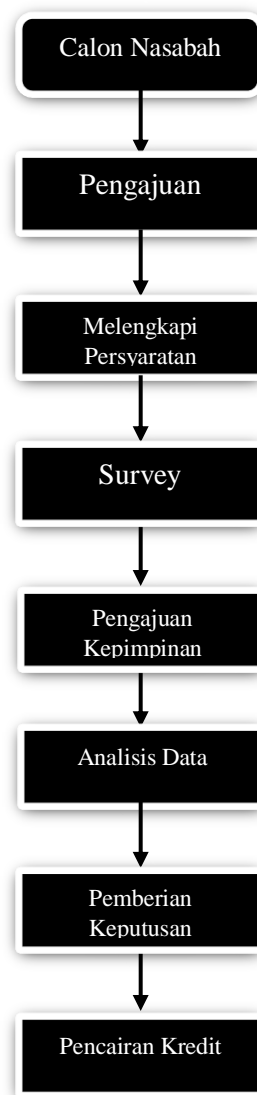 Calon Nasabah
Pengajuan
Melengkapi
Persyaratan
Survey
Pengajuan
Kepimpinan
Analisis Data
Pemberian
Keputusan
Pencairan Kredit